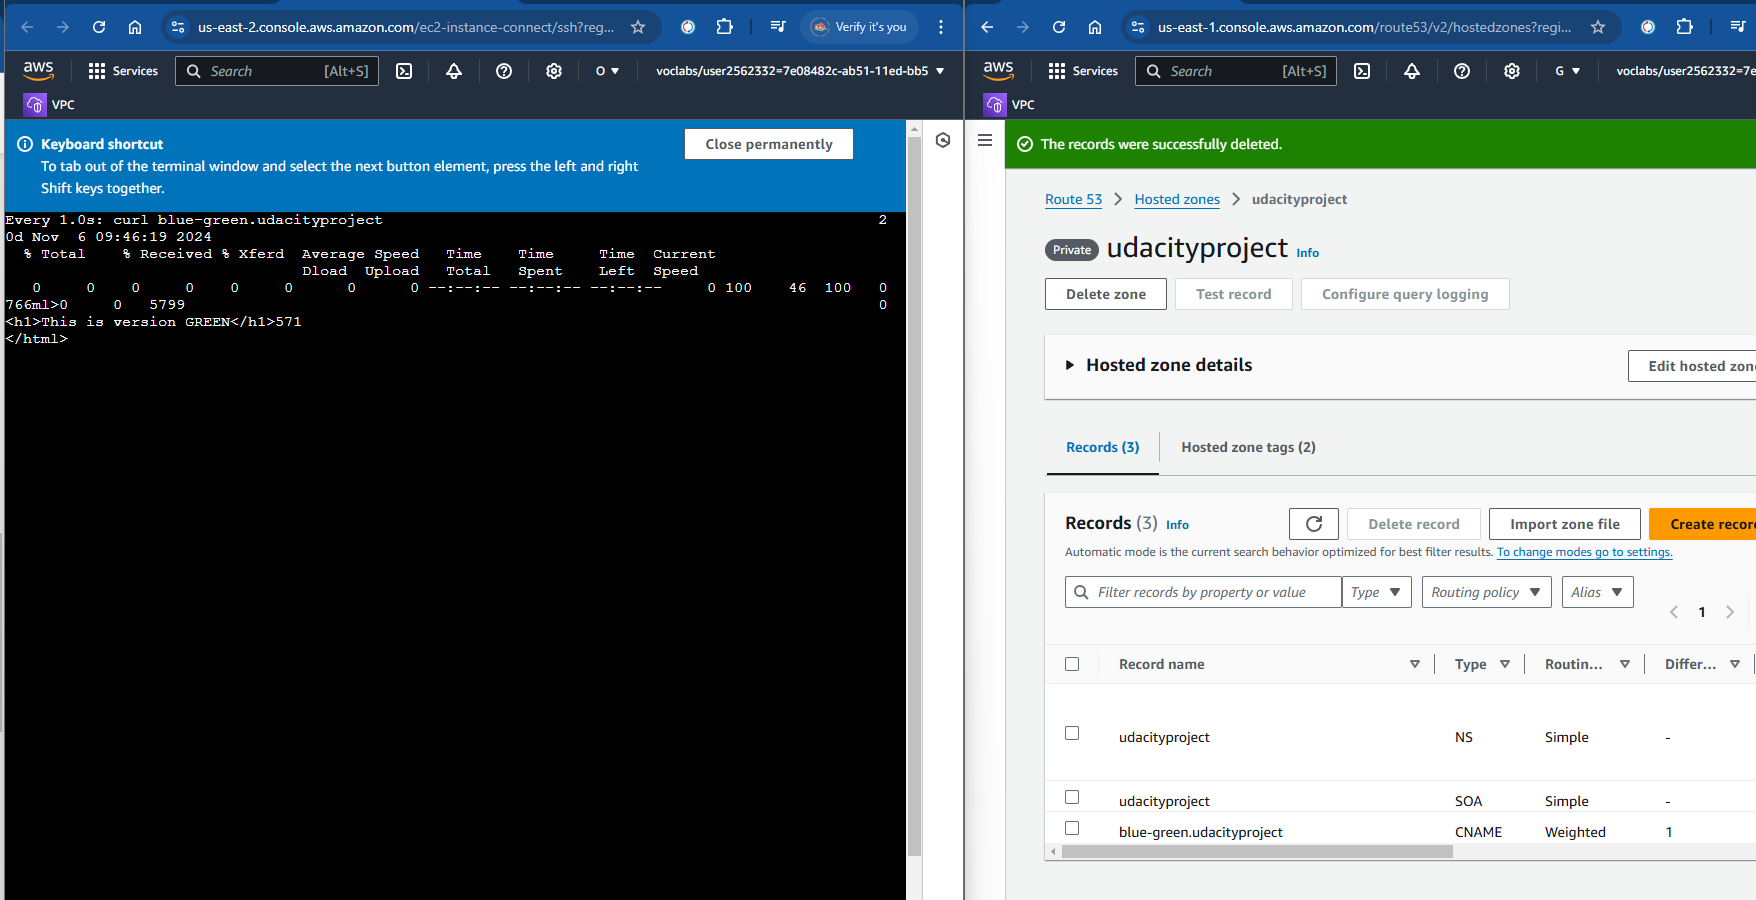 us-east-2.console.aws.amazon.com/ec2-instance-connect/ssh?reg...
Verify it's you
aws
Services
Search [Alt+S]
O
voclabs/user2562332=7e08482c-ab51-11ed-bb5
VPC
Keyboard shortcut
To tab out of the terminal window and select the next button element, press the left and right
Shift keys together.
Close permanently
Every 1.0s: curl blue-green.udacityproject 2
0d Nov  6 09:46:19 2024
% Total % Received % Xferd Average Speed Time Time Time Current
Dload Upload Total Spent Left Speed
0 0 0 0 0 0 0 0 --:--:-- --:--:-- --:--:-- 0 100 46 100 0
766ml>0 0 5799 0
<h1>This is version GREEN</h1>571
</html>
us-east-1.console.aws.amazon.com/route53/v2/hostedzones?regi...
aws
Services
Search [Alt+S]
G
voclabs/user2562332=7e
VPC
The records were successfully deleted.
Route 53 > Hosted zones > udacityproject
Private udacityproject Info
Delete zone
Test record
Configure query logging
Hosted zone details
Edit hosted zon
Records (3)
Hosted zone tags (2)
Records (3) Info
Delete record
Import zone file
Create recor
Automatic mode is the current search behavior optimized for best filter results. To change modes go to settings.
Filter records by property or value
Type
Routing policy
Alias
1
Record name Type Routin... Differ...
udacityproject NS Simple -
udacityproject SOA Simple -
blue-green.udacityproject CNAME Weighted 1